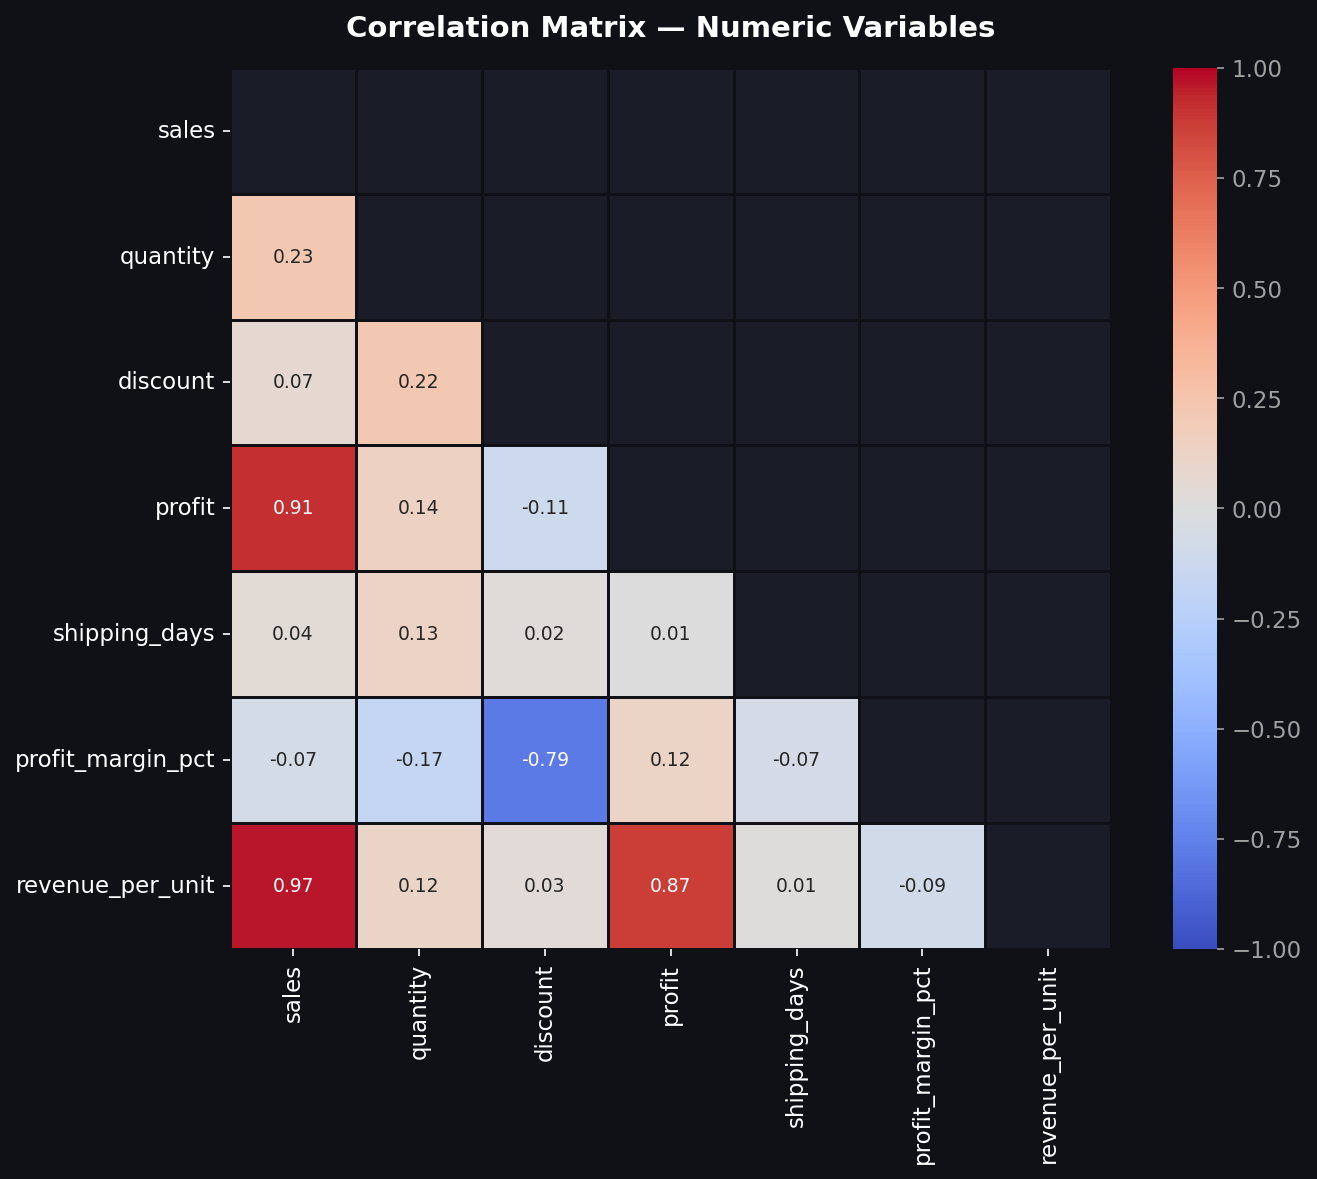 Correlation Matrix — Numeric Variables
sales
quantity 0.23
discount 0.07 0.22
profit 0.91 0.14 -0.11
shipping_days 0.04 0.13 0.02 0.01
profit_margin_pct -0.07 -0.17 -0.79 0.12 -0.07
revenue_per_unit 0.97 0.12 0.03 0.87 0.01 -0.09
sales
quantity
discount
profit
shipping_days
profit_margin_pct
revenue_per_unit
1.00
0.75
0.50
0.25
0.00
−0.25
−0.50
−0.75
−1.00